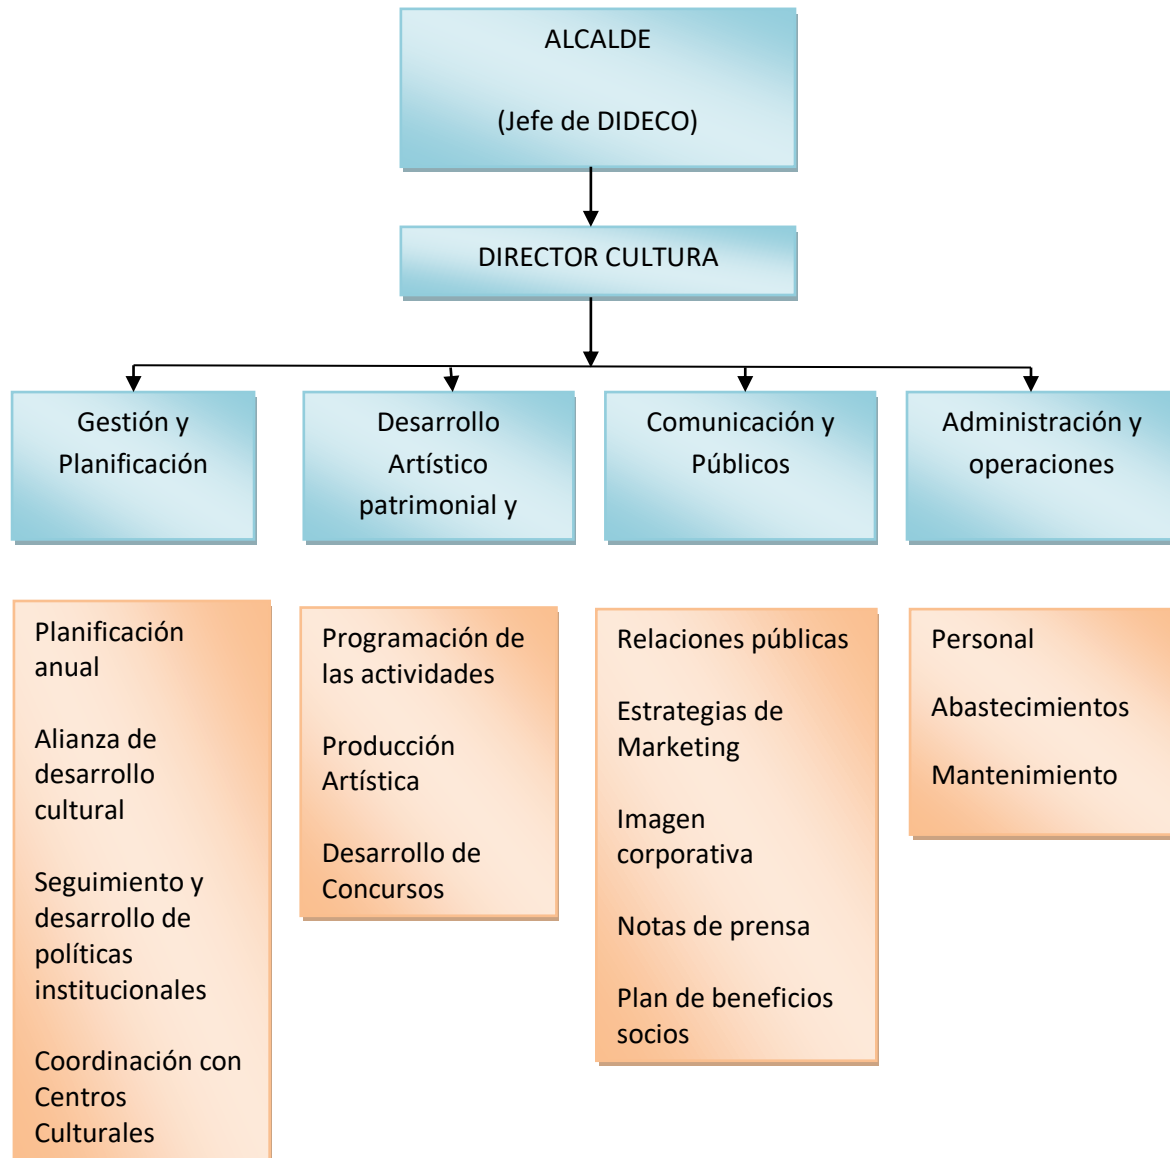 ALCALDE
(Jefe de DIDECO)
DIRECTOR CULTURA
Gestión y
Planificación
Desarrollo
Artístico
patrimonial y
Comunicación y
Públicos
Administración y
operaciones
Planificación
anual
Alianza de
desarrollo
cultural
Seguimiento y
desarrollo de
políticas
institucionales
Coordinación con
Centros
Culturales
Programación de
las actividades
Producción
Artística
Desarrollo de
Concursos
Relaciones públicas
Estrategias de
Marketing
Imagen
corporativa
Notas de prensa
Plan de beneficios
socios
Personal
Abastecimientos
Mantenimiento